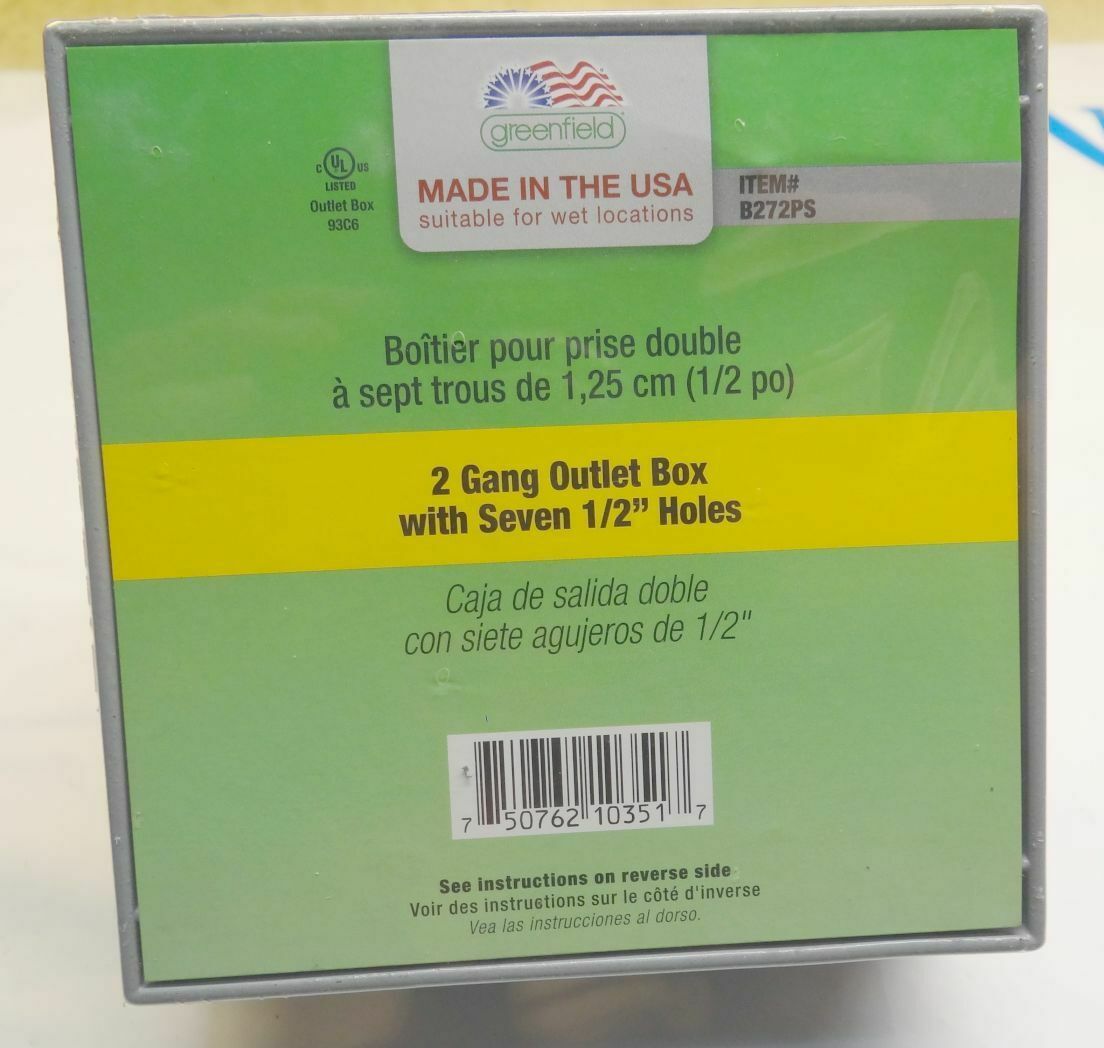 greenfield
C UL US
LISTED
Outlet Box
93C6
MADE IN THE USA
suitable for wet locations
ITEM#
B272PS
Boîtier pour prise double
à sept trous de 1,25 cm (1/2 po)
2 Gang Outlet Box
with Seven 1/2” Holes
Caja de salida doble
con siete agujeros de 1/2"
7 50762 10351 7
See instructions on reverse side
Voir des instructions sur le côté d'inverse
Vea las instrucciones al dorso.